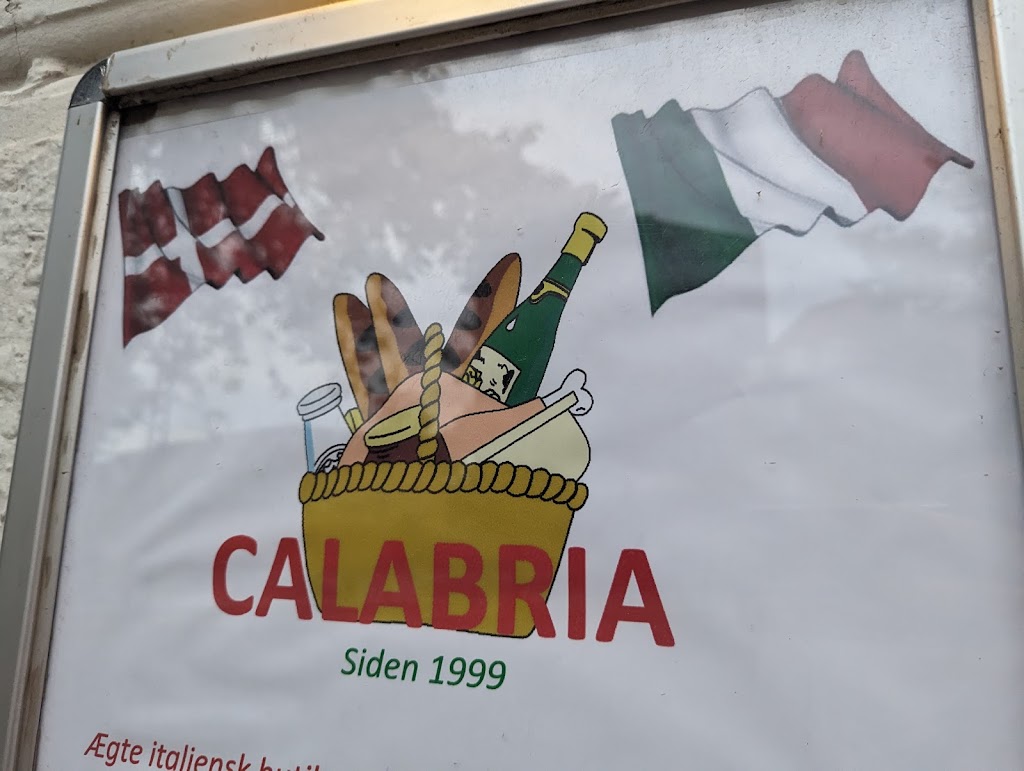 CALABRIA
Siden 1999
Ægte italiensk